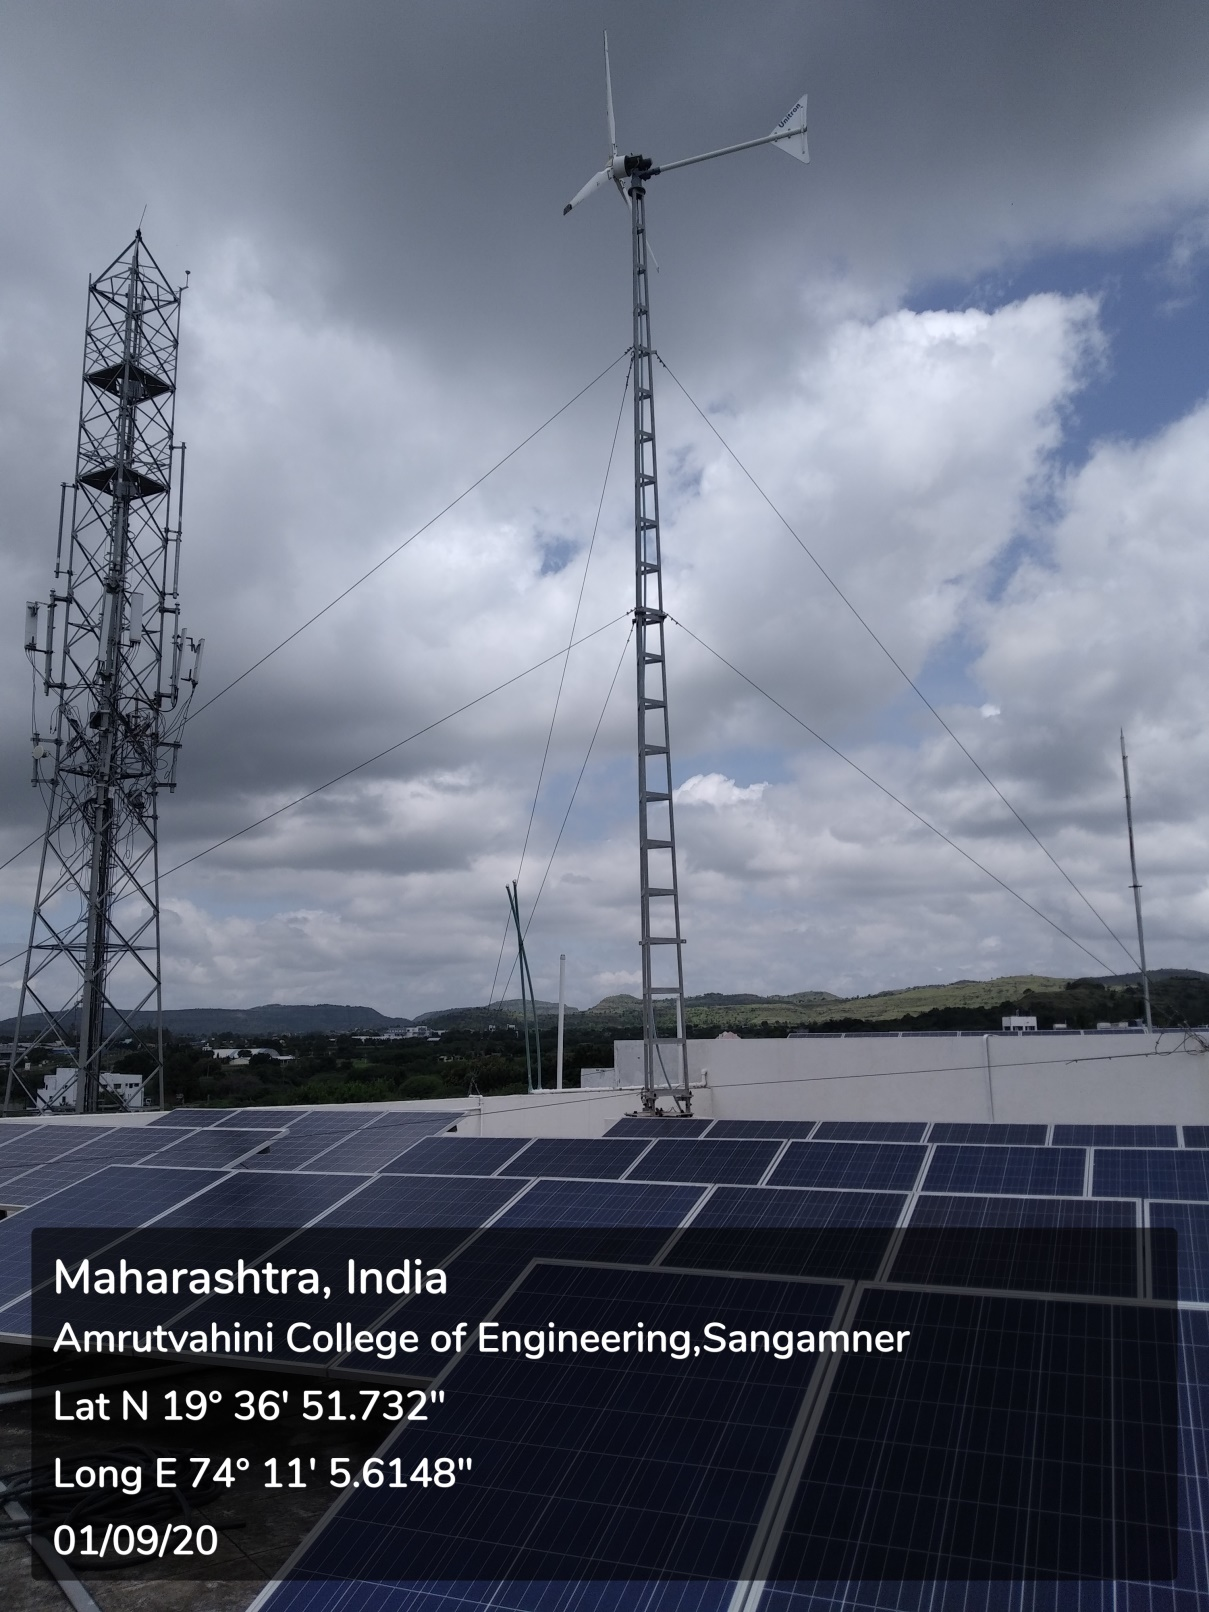 Unitron
Maharashtra, India
Amrutvahini College of Engineering,Sangamner
Lat N 19° 36' 51.732"
Long E 74° 11' 5.6148"
01/09/20